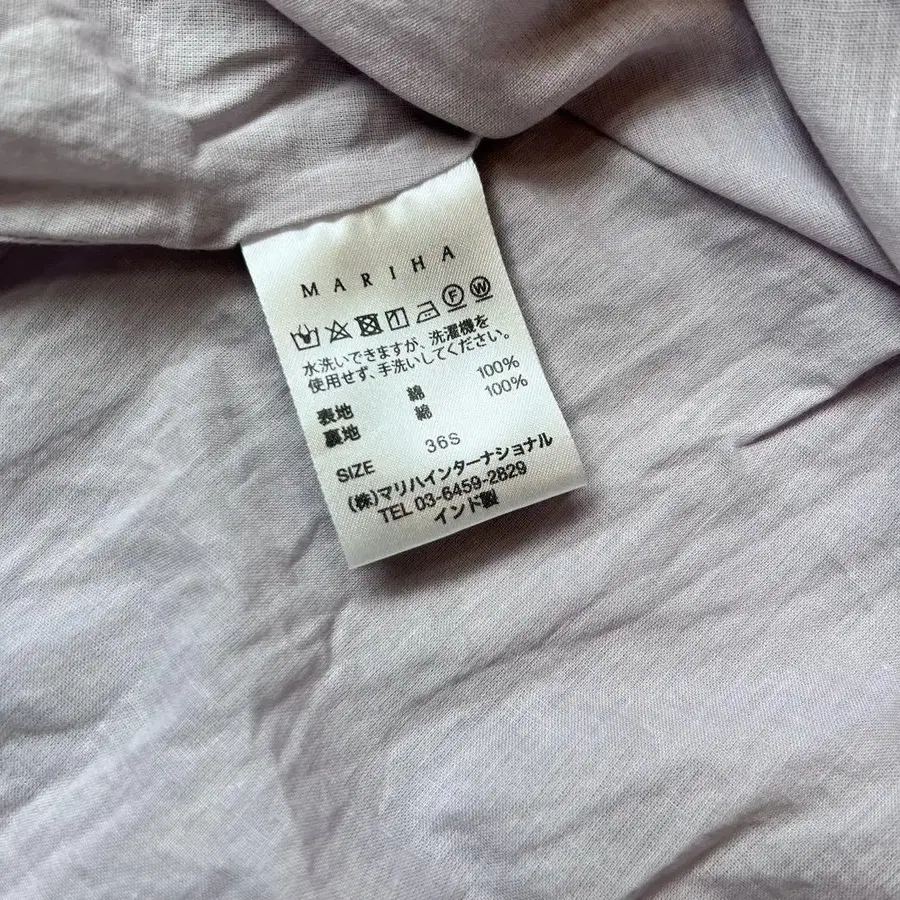 MARIHA
F W
水洗いできますが、洗濯機を
使用せず、手洗いしてください。
表地 綿 100%
裏地 綿 100%
SIZE 36S
(株)マリハインターナショナル
TEL 03-6459-2829
インド製